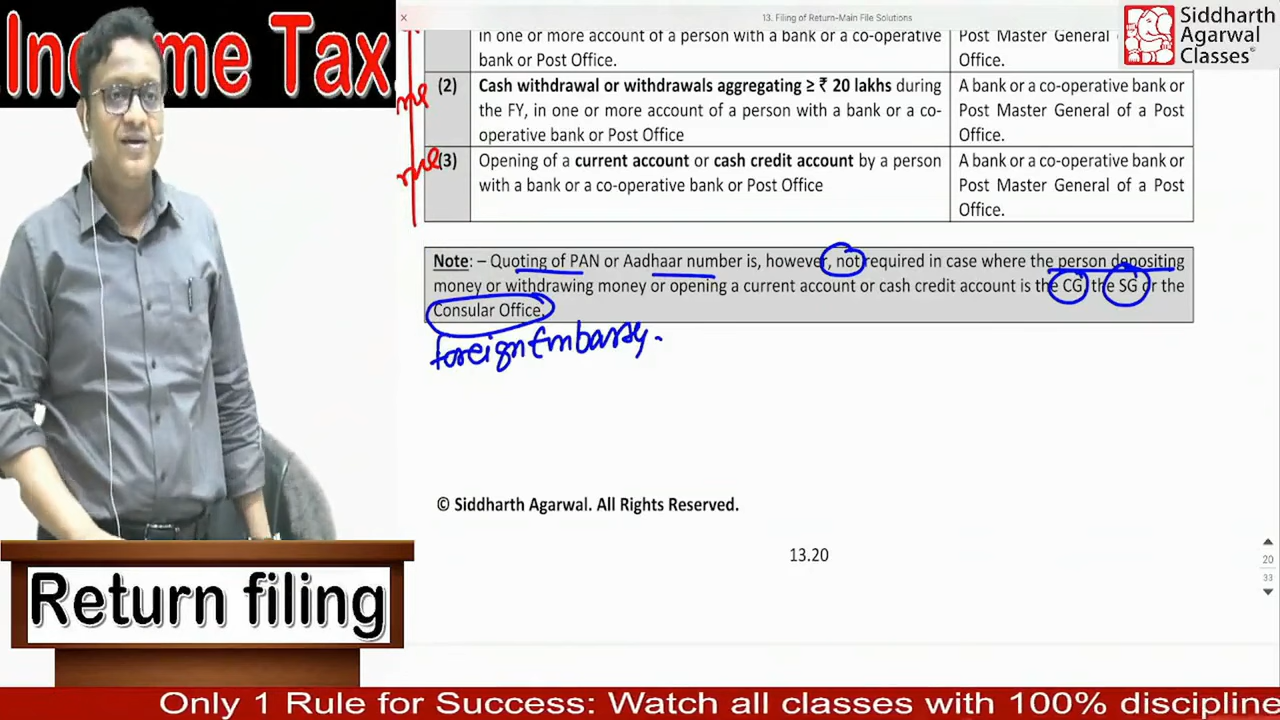 Income Tax
13. Filing of Return-Main File Solutions
Siddharth
Agarwal
Classes
in one or more account of a person with a bank or a co-operative
bank or Post Office.
Post Master General of a
Office.
me
(2)
Cash withdrawal or withdrawals aggregating ≥ ₹ 20 lakhs during
the FY, in one or more account of a person with a bank or a co-
operative bank or Post Office
A bank or a co-operative bank or
Post Master General of a Post
Office.
(3)
Opening of a current account or cash credit account by a person
with a bank or a co-operative bank or Post Office
A bank or a co-operative bank or
Post Master General of a Post
Office.
Note: – Quoting of PAN or Aadhaar number is, however, not required in case where the person depositing
money or withdrawing money or opening a current account or cash credit account is the CG, the SG or the
Consular Office.
foreign Embassy.
© Siddharth Agarwal. All Rights Reserved.
13.20
20
33
Return filing
Only 1 Rule for Success: Watch all classes with 100% discipline